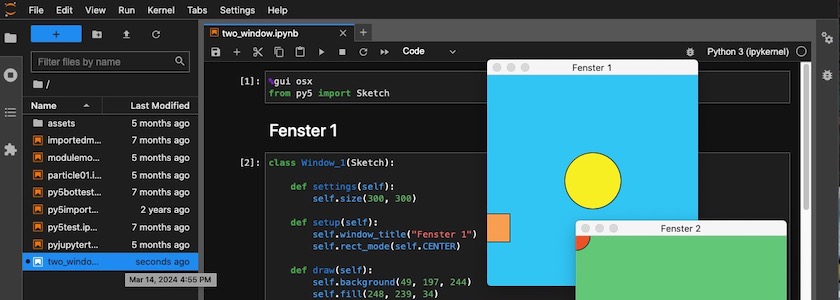 File Edit View Run Kernel Tabs Settings Help
two_window.ipynb
Code
Python 3 (ipykernel)
Filter files by name
/
Name Last Modified
assets 5 months ago
importedm... 7 months ago
modulemo... 5 months ago
particle01.i... 5 months ago
py5bottest... 7 months ago
py5import... 2 years ago
py5test.ip... 7 months ago
pyjupytert... 5 months ago
two_windo... seconds ago
Mar 14, 2024 4:55 PM
[1]: %gui osx
from py5 import Sketch
Fenster 1
[2]: class Window_1(Sketch):
def settings(self):
self.size(300, 300)
def setup(self):
self.window_title("Fenster 1")
self.rect_mode(self.CENTER)
def draw(self):
self.background(49, 197, 244)
self.fill(248, 239, 34)
Fenster 1
Fenster 2